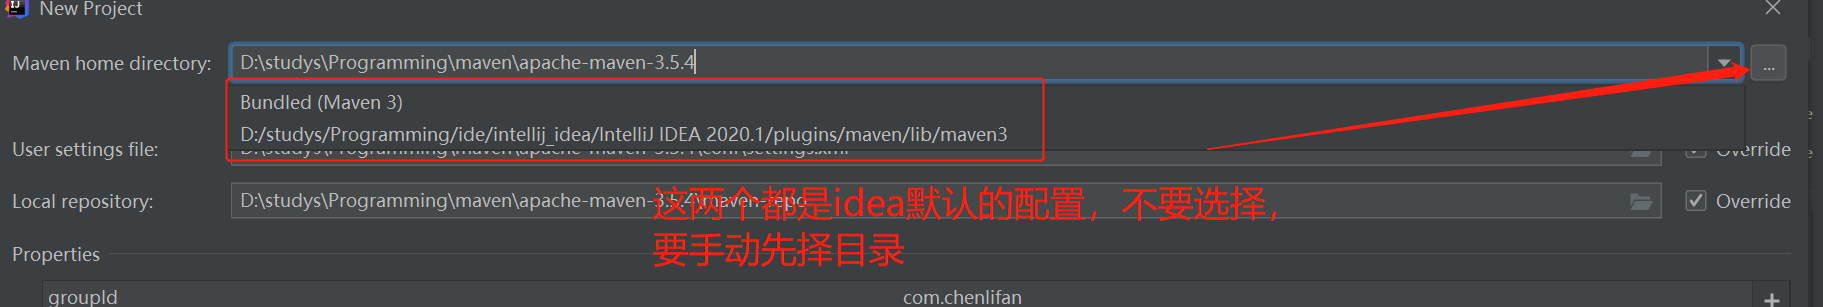 New Project
Maven home directory: D:\studys\Programming\maven\apache-maven-3.5.4 ...
Bundled (Maven 3)
D:/studys/Programming/ide/intellij_idea/IntelliJ IDEA 2020.1/plugins/maven/lib/maven3
User settings file: Override
Local repository: D:\studys\Programming\maven\apache-maven-3.5.4\maven-repo Override
这两个都是idea默认的配置，不要选择，
要手动先择目录
Properties
groupId com.chenlifan